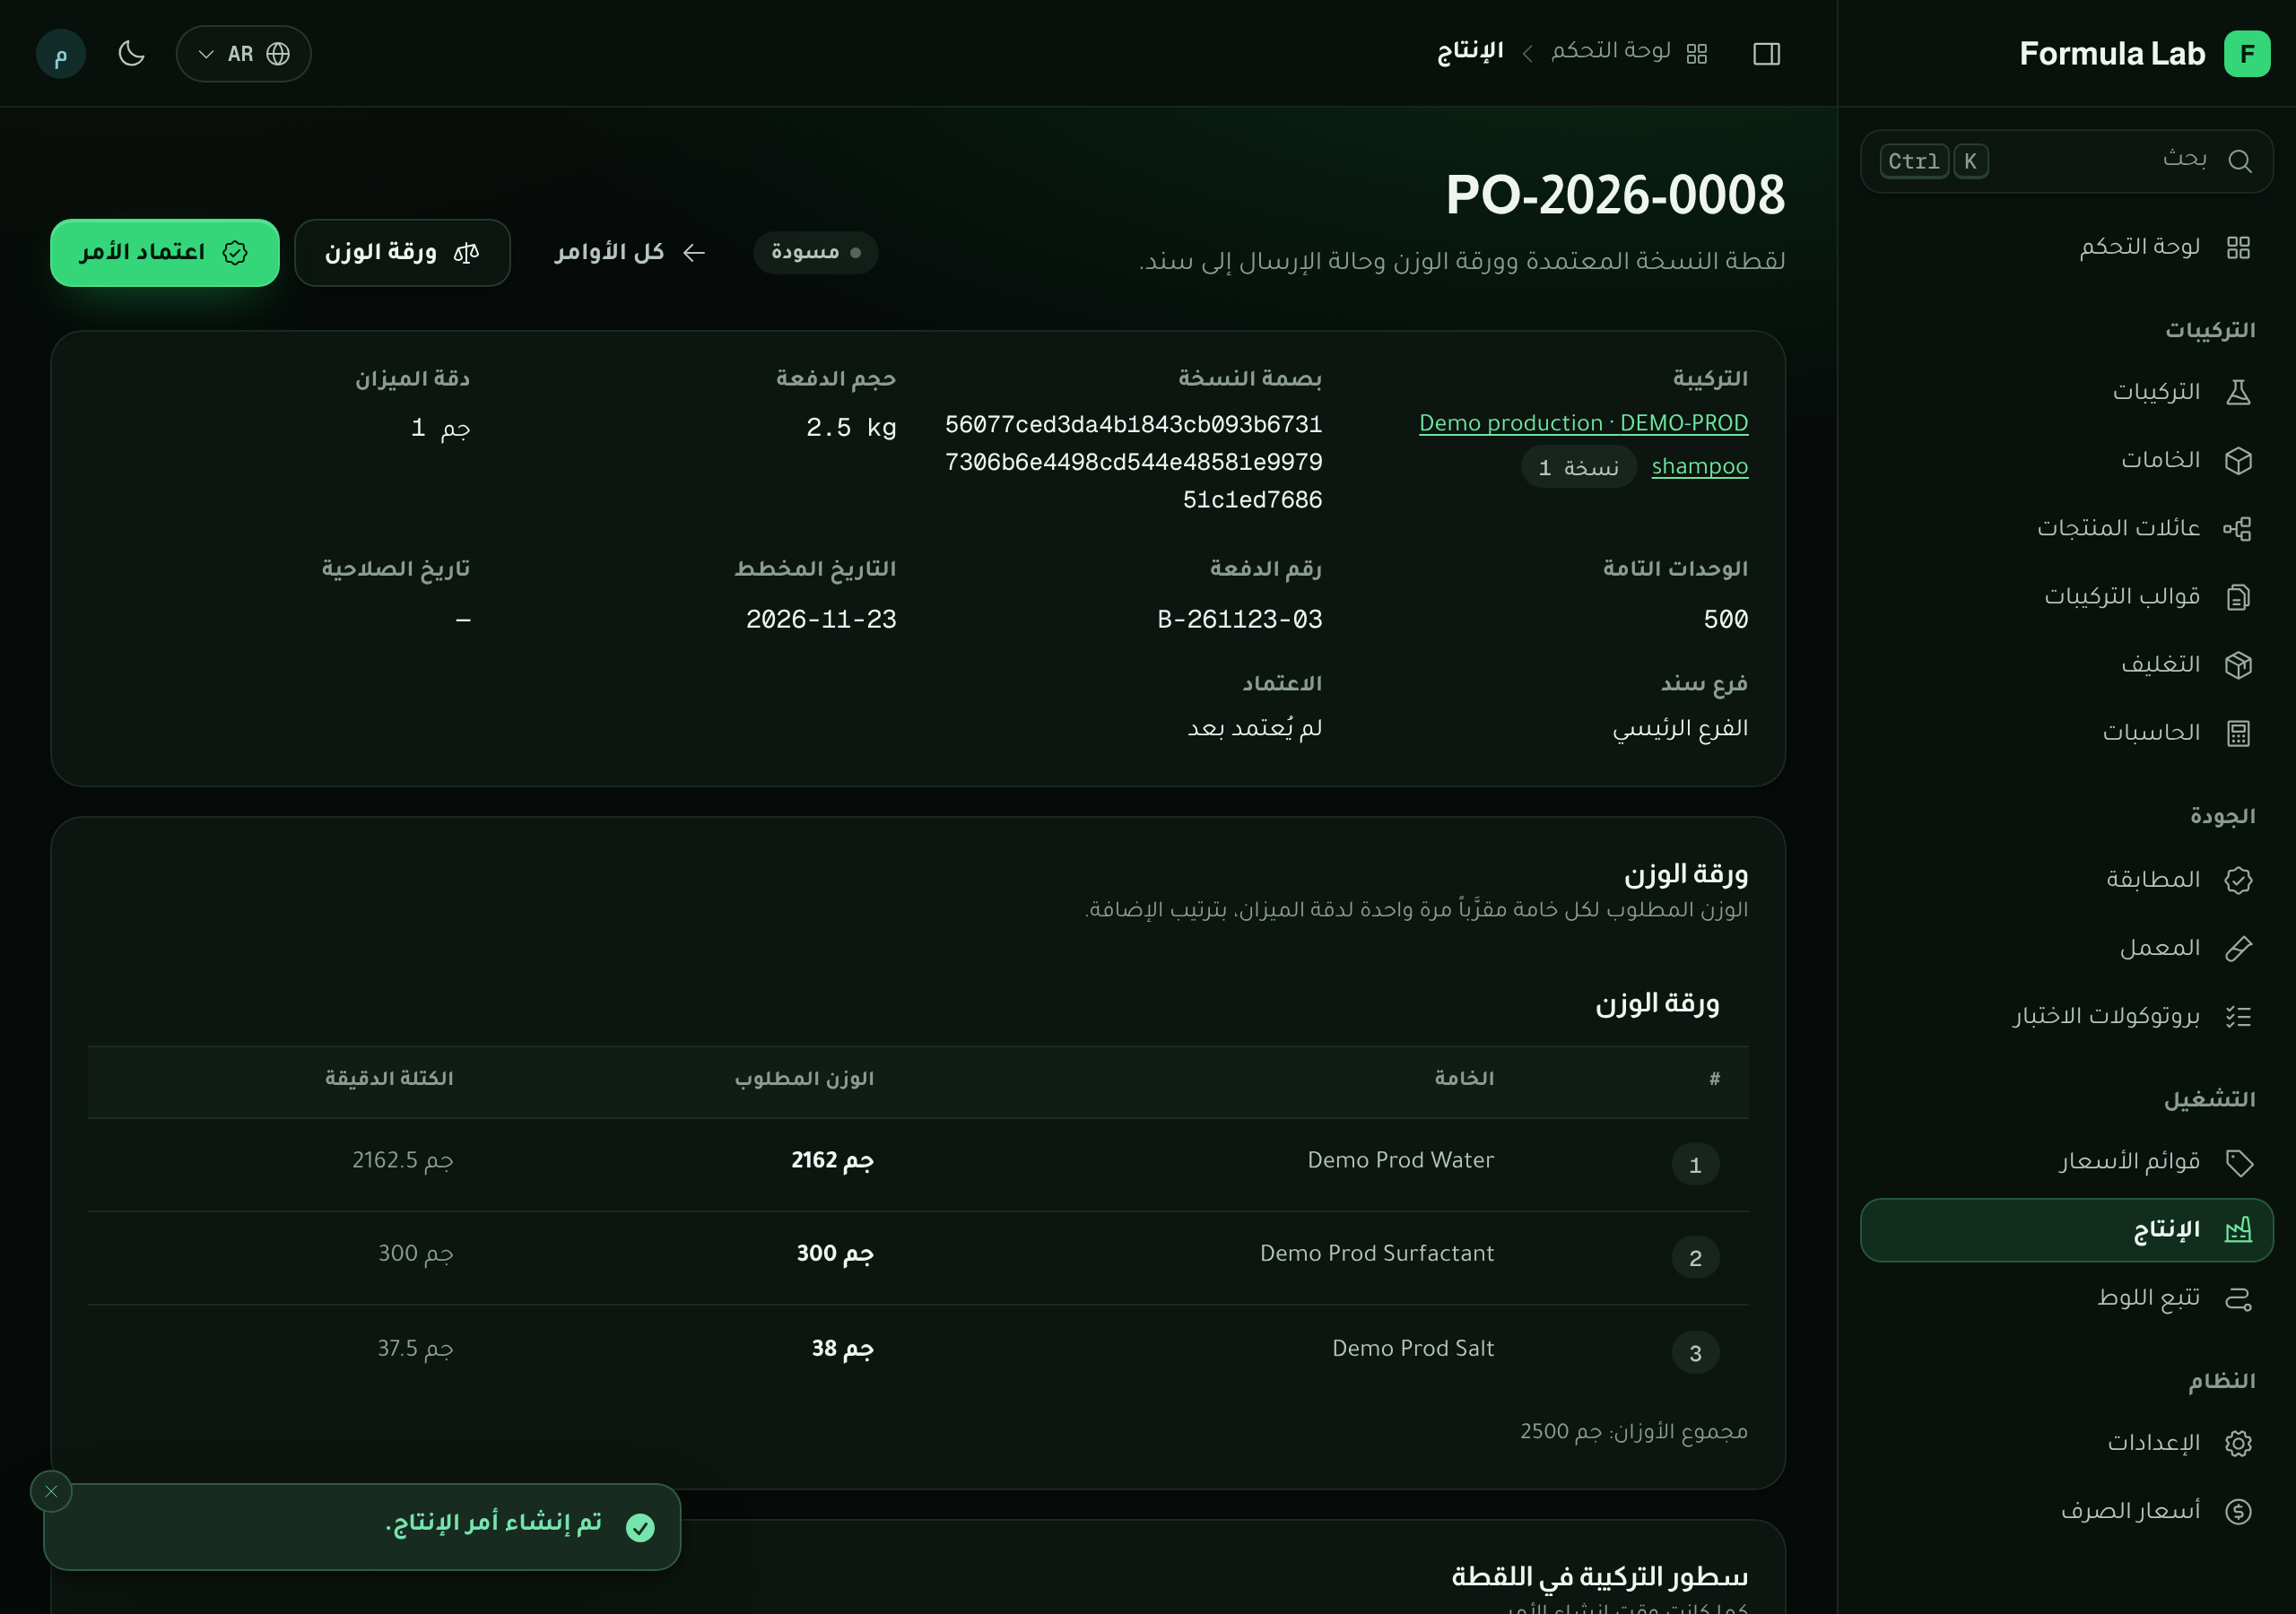 F Formula Lab
بحث Ctrl K
لوحة التحكم
التركيبات
التركيبات
الخامات
عائلات المنتجات
قوالب التركيبات
التغليف
الحاسبات
الجودة
المطابقة
المعمل
بروتوكولات الاختبار
التشغيل
قوائم الأسعار
الإنتاج
تتبع اللوط
النظام
الإعدادات
أسعار الصرف
لوحة التحكم الإنتاج
AR
م
PO-2026-0008
لقطة النسخة المعتمدة وورقة الوزن وحالة الإرسال إلى سند.
مسودة
كل الأوامر
ورقة الوزن
اعتماد الأمر
التركيبة
Demo production · DEMO-PROD
shampoo نسخة 1
بصمة النسخة
56077ced3da4b1843cb093b6731
7306b6e4498cd544e48581e9979
51c1ed7686
حجم الدفعة
2.5 kg
دقة الميزان
جم 1
الوحدات التامة
500
رقم الدفعة
B-261123-03
التاريخ المخطط
2026-11-23
تاريخ الصلاحية
—
فرع سند
الفرع الرئيسي
الاعتماد
لم يُعتمد بعد
ورقة الوزن
الوزن المطلوب لكل خامة مقرَّباً مرة واحدة لدقة الميزان، بترتيب الإضافة.
ورقة الوزن
# الخامة الوزن المطلوب الكتلة الدقيقة
1 Demo Prod Water جم 2162 جم 2162.5
2 Demo Prod Surfactant جم 300 جم 300
3 Demo Prod Salt جم 38 جم 37.5
مجموع الأوزان: جم 2500
تم إنشاء أمر الإنتاج.
سطور التركيبة في اللقطة
كما كانت وقت إنشاء الأمر